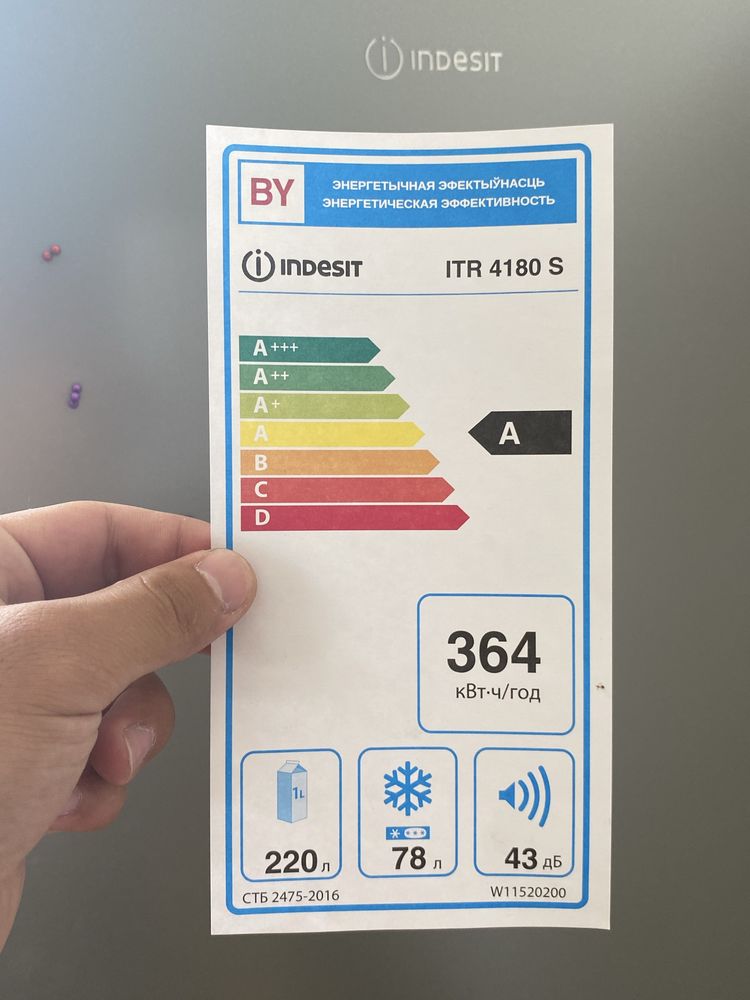 INDESIT
BY
ЭНЕРГЕТЫЧНАЯ ЭФЕКТЫЎНАСЦЬ
ЭНЕРГЕТИЧЕСКАЯ ЭФФЕКТИВНОСТЬ
INDESIT ITR 4180 S
A+++
A++
A+
A
A
B
C
D
364
кВт·ч/год
1L
220 л
78 л
43 дБ
СТБ 2475-2016
W11520200